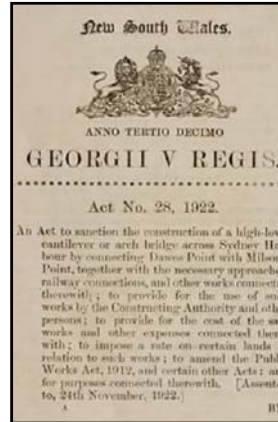 New South Wales.
ANNO TERTIO DECIMO
GEORGII V REGIS.
Act No. 28, 1922.
An Act to sanction the construction of a high-lev
cantilever or arch bridge across Sydney Ha
bour by connecting Dawes Point with Milson
Point, together with the necessary approache
railway connections, and other works connecte
therewith; to provide for the use of su
works by the Constructing Authority and oth
persons; to provide for the cost of the sa
works and other expenses connected ther
with; to impose a rate on certain lands
relation to such works; to amend the Publ
Works Act, 1912, and certain other Acts; an
for purposes connected therewith. [Assente
to, 24th November, 1922.]
A